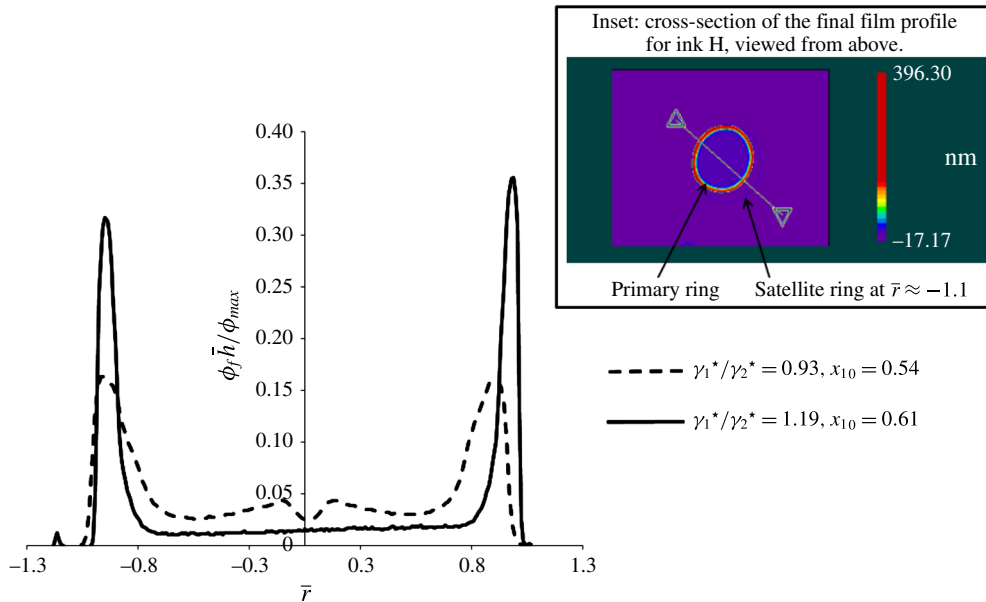 Inset: cross-section of the final film profile
for ink H, viewed from above.
396.30
nm
−17.17
Primary ring
Satellite ring at r̄ ≈ −1.1
0.40
0.35
0.30
0.25
0.20
0.15
0.10
0.05
0
ϕ_f h̄/ϕ_max
−1.3
−0.8
−0.3
0.3
0.8
1.3
r̄
γ₁*/γ₂* = 0.93, x₁₀ = 0.54
γ₁*/γ₂* = 1.19, x₁₀ = 0.61